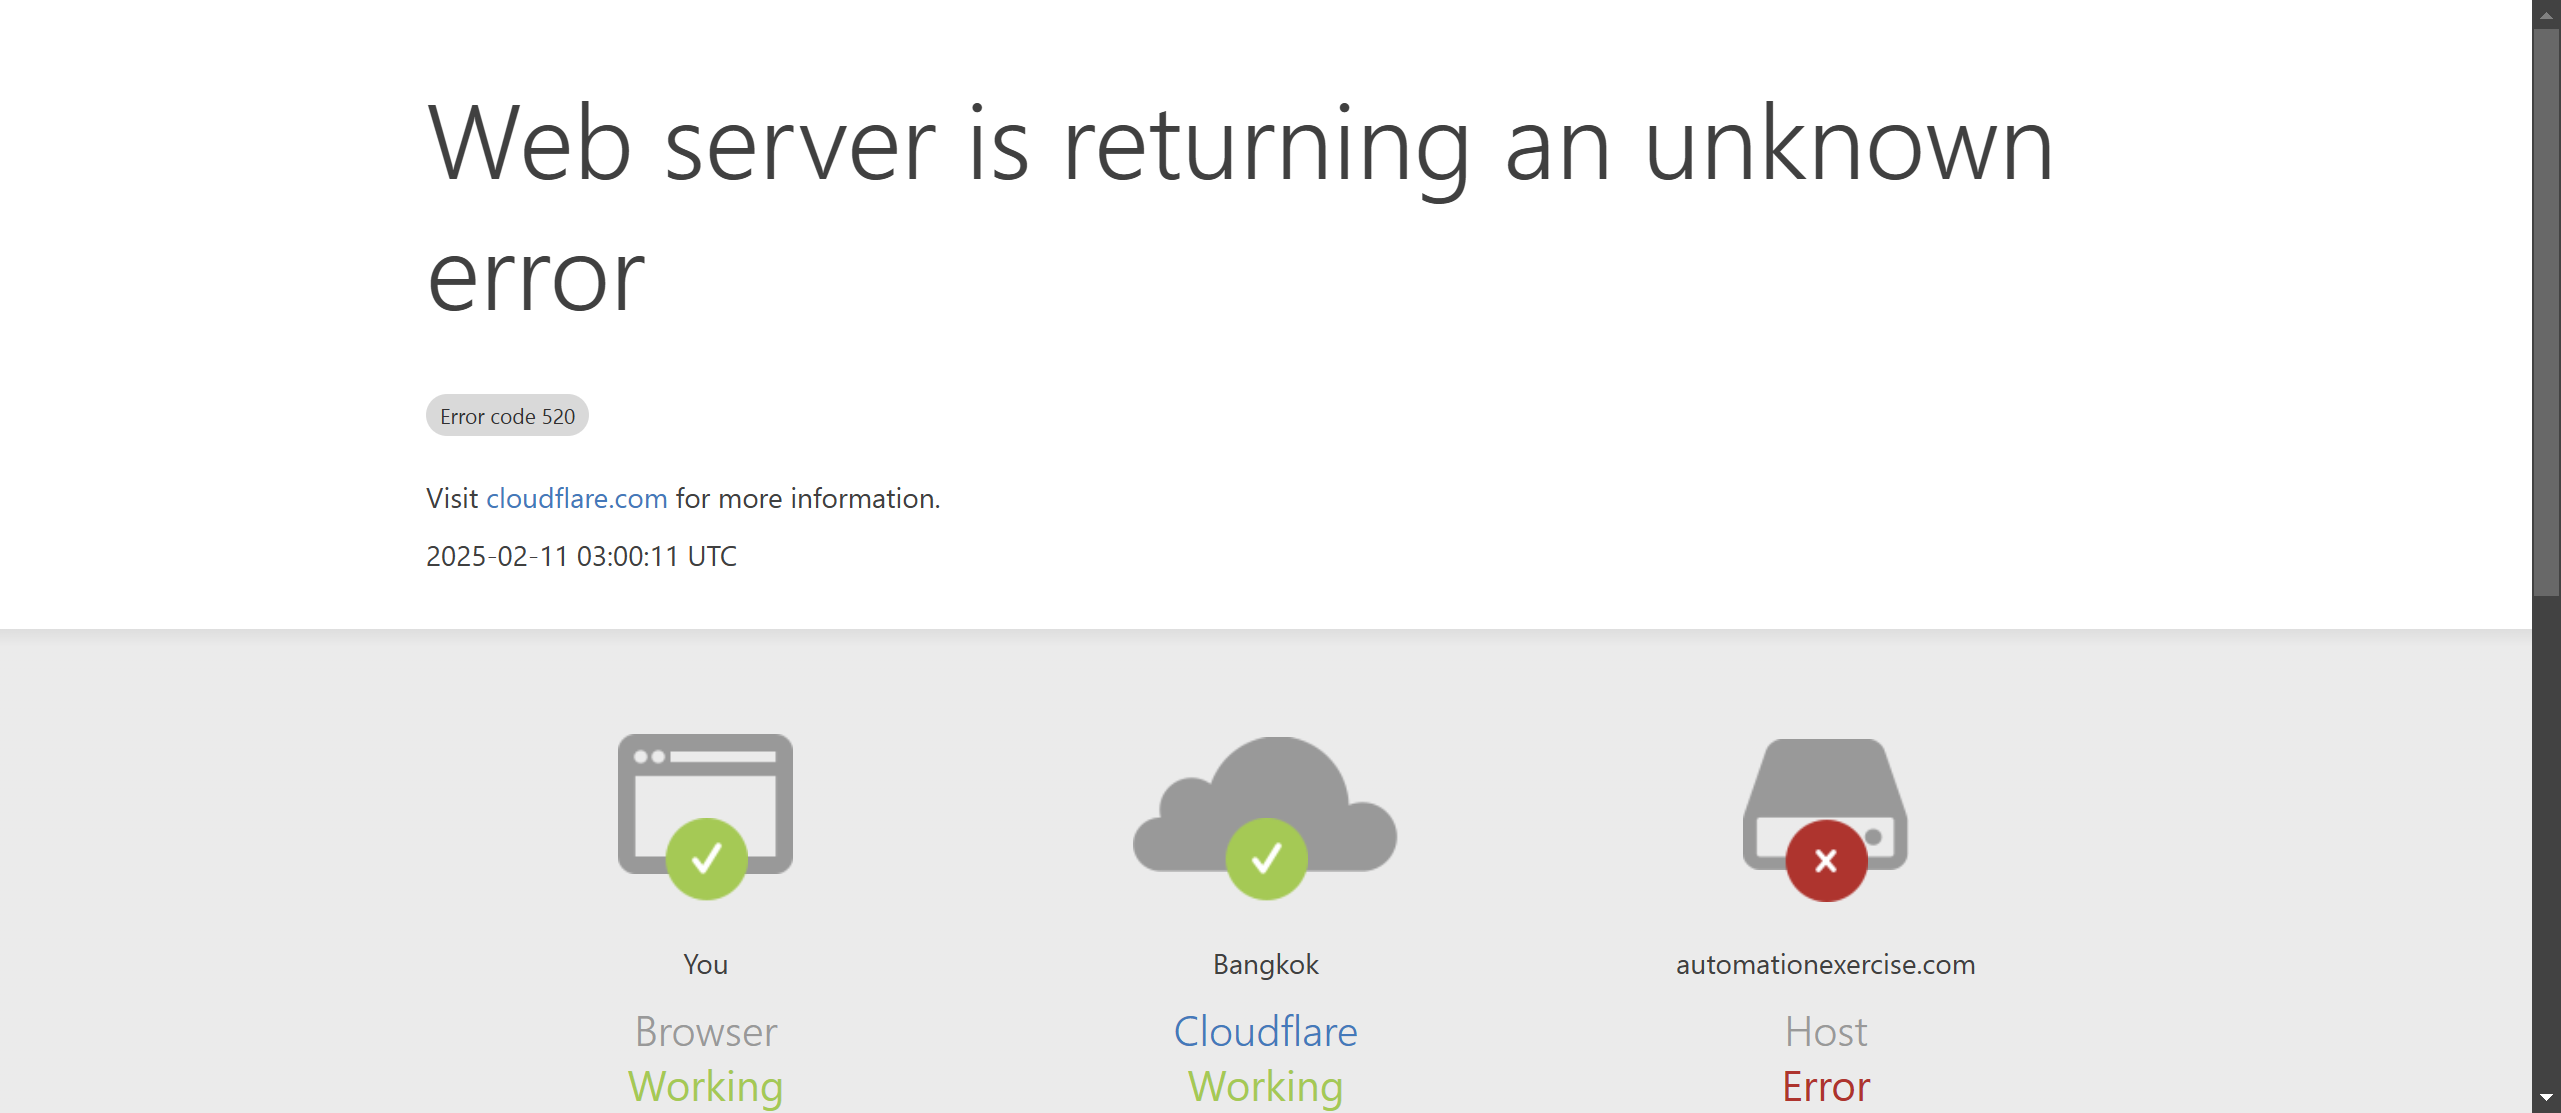 Web server is returning an unknown
error
Error code 520
Visit cloudflare.com for more information.
2025-02-11 03:00:11 UTC
You
Browser
Working
Bangkok
Cloudflare
Working
automationexercise.com
Host
Error